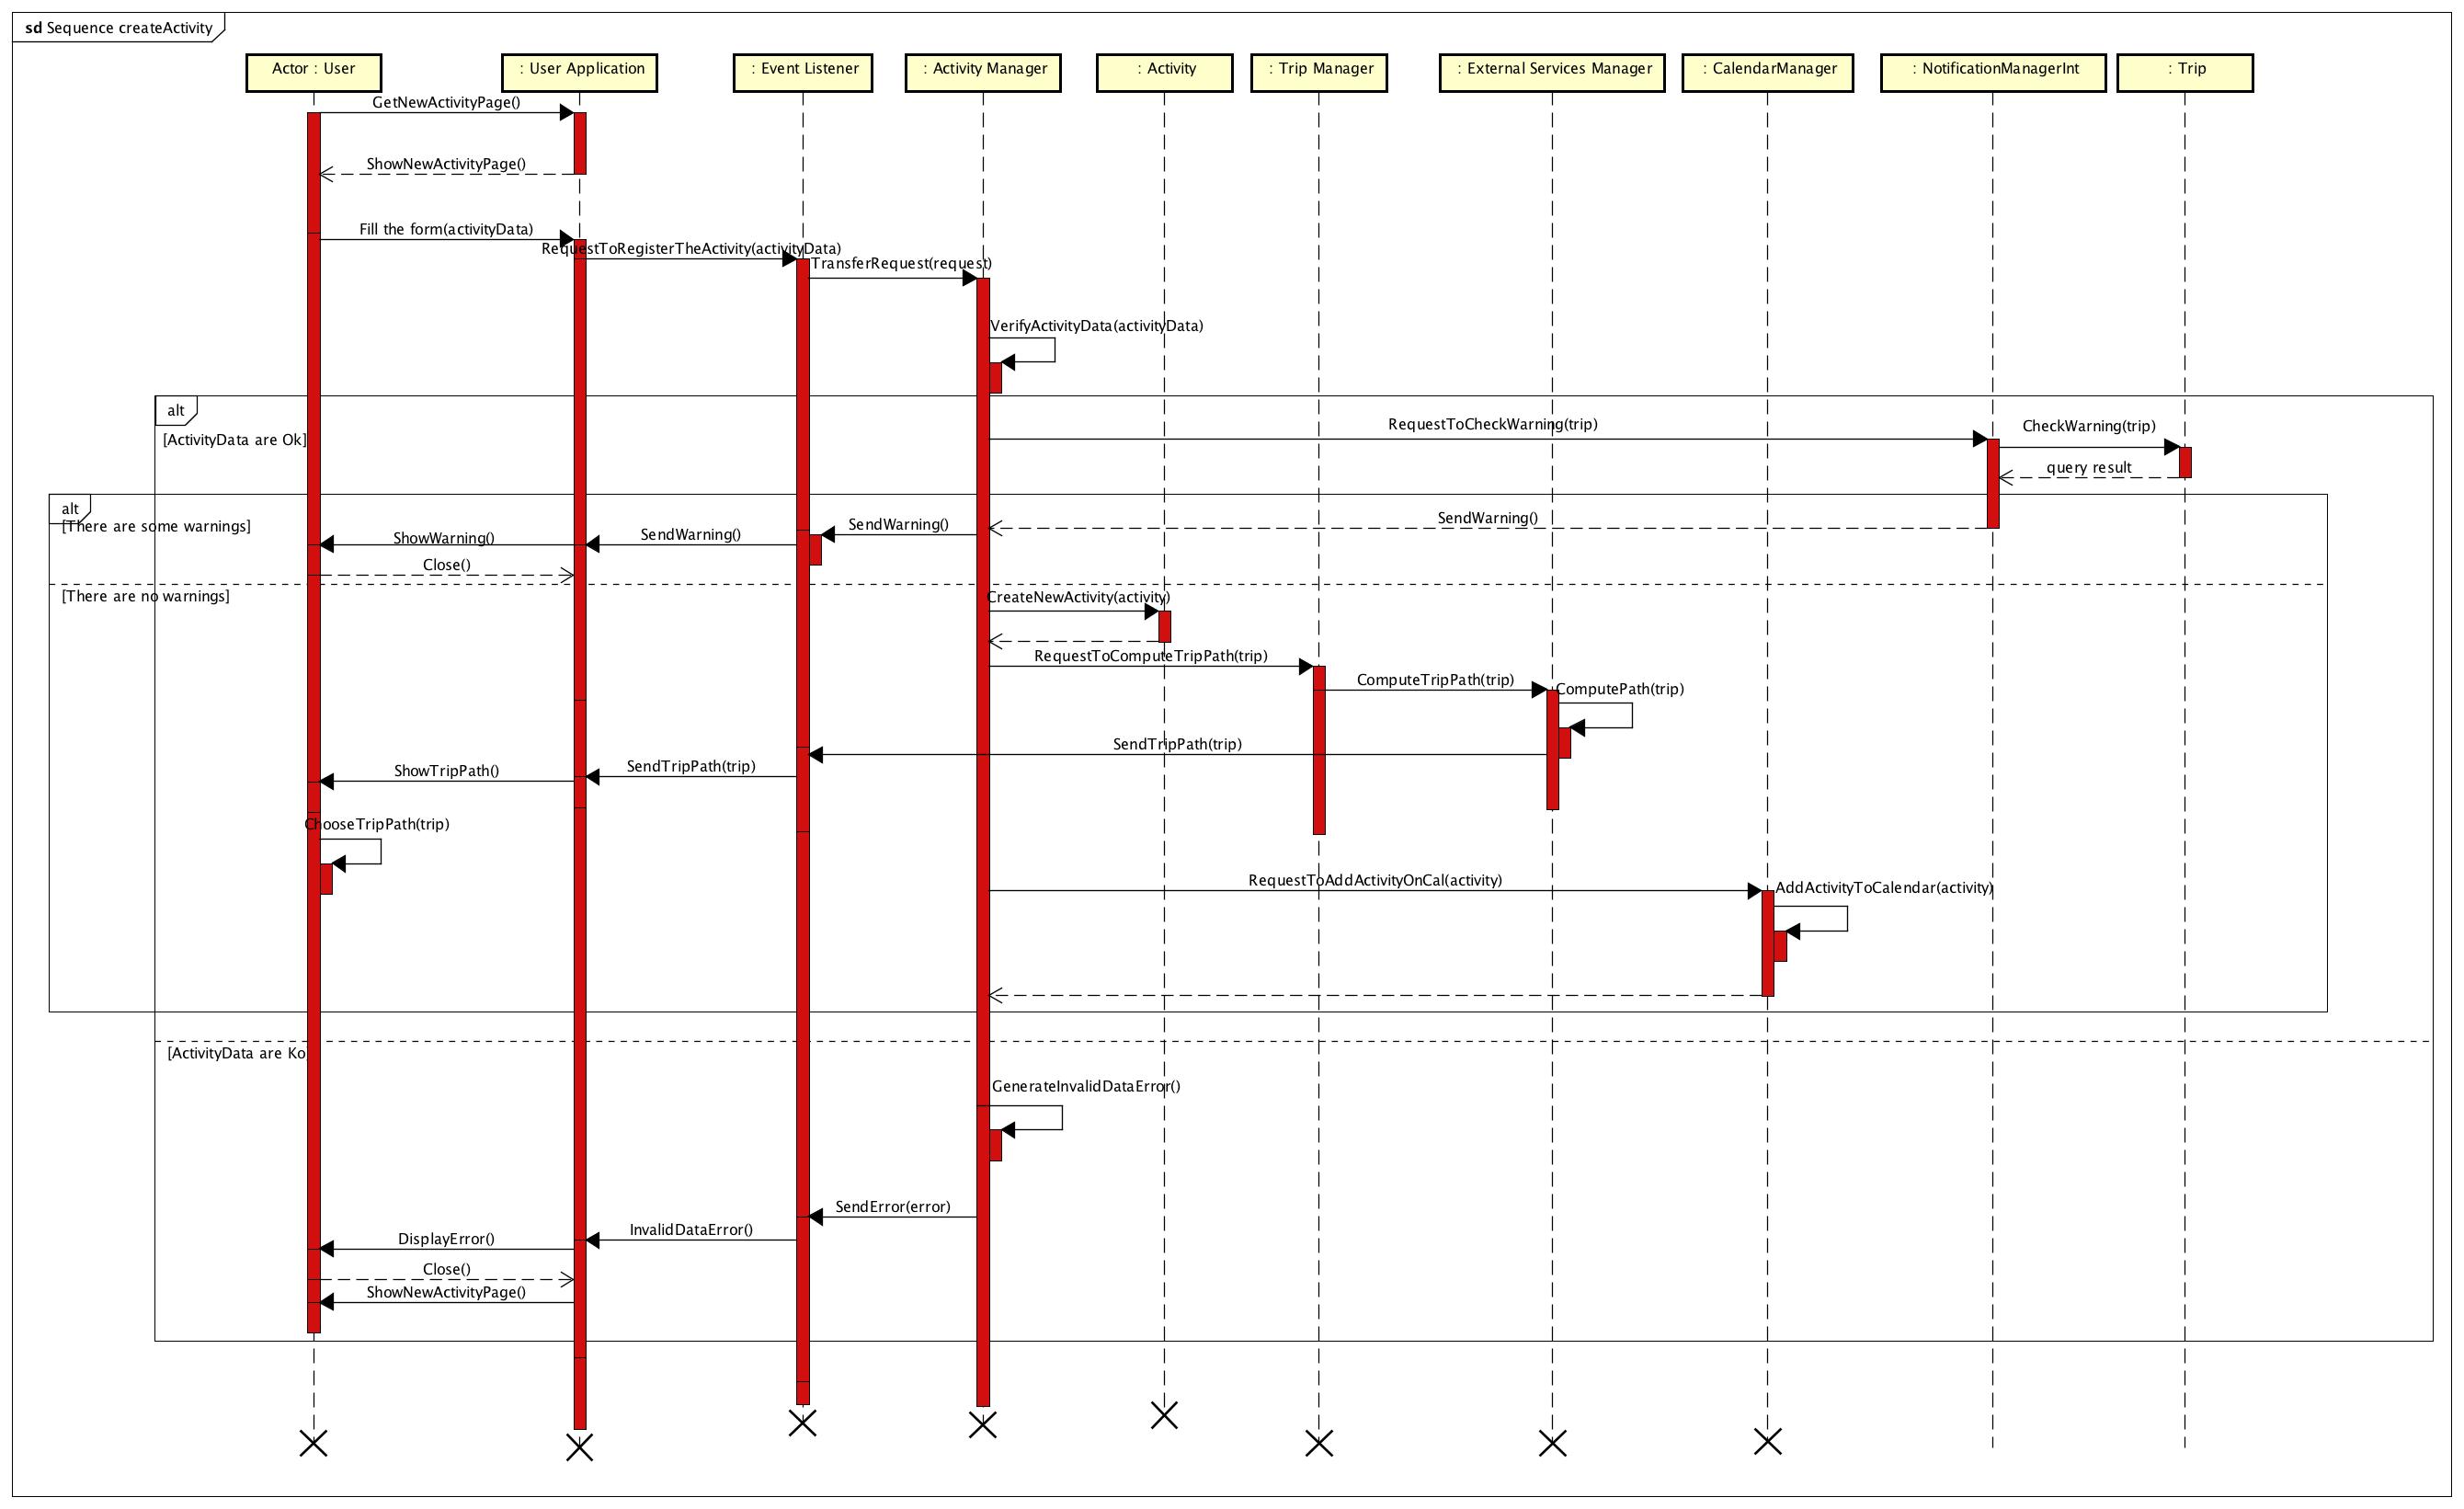 sd Sequence createActivity
Actor : User
: User Application
: Event Listener
: Activity Manager
: Activity
: Trip Manager
: External Services Manager
: CalendarManager
: NotificationManagerInt
: Trip
GetNewActivityPage()
ShowNewActivityPage()
Fill the form(activityData)
RequestToRegisterTheActivity(activityData)
TransferRequest(request)
VerifyActivityData(activityData)
alt
[ActivityData are Ok]
RequestToCheckWarning(trip)
CheckWarning(trip)
query result
alt
[There are some warnings]
SendWarning()
SendWarning()
SendWarning()
ShowWarning()
Close()
[There are no warnings]
CreateNewActivity(activity)
RequestToComputeTripPath(trip)
ComputeTripPath(trip)
ComputePath(trip)
SendTripPath(trip)
SendTripPath(trip)
ShowTripPath()
ChooseTripPath(trip)
RequestToAddActivityOnCal(activity)
AddActivityToCalendar(activity)
[ActivityData are Ko
GenerateInvalidDataError()
SendError(error)
InvalidDataError()
DisplayError()
Close()
ShowNewActivityPage()